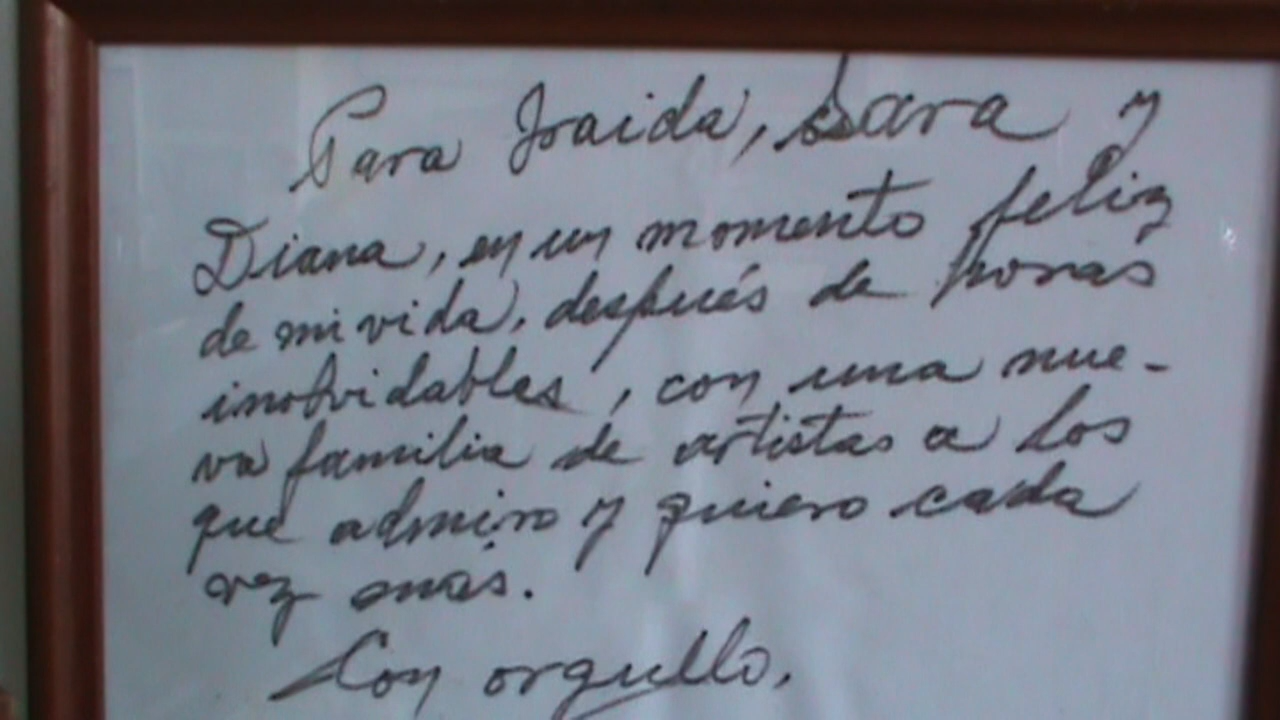 Para Iraida, Sara y
Diana, en un momento feliz
de mi vida, después de horas
inolvidables, con una nue-
va familia de artistas a los
que admiro y quiero cada
vez más.
Con orgullo,